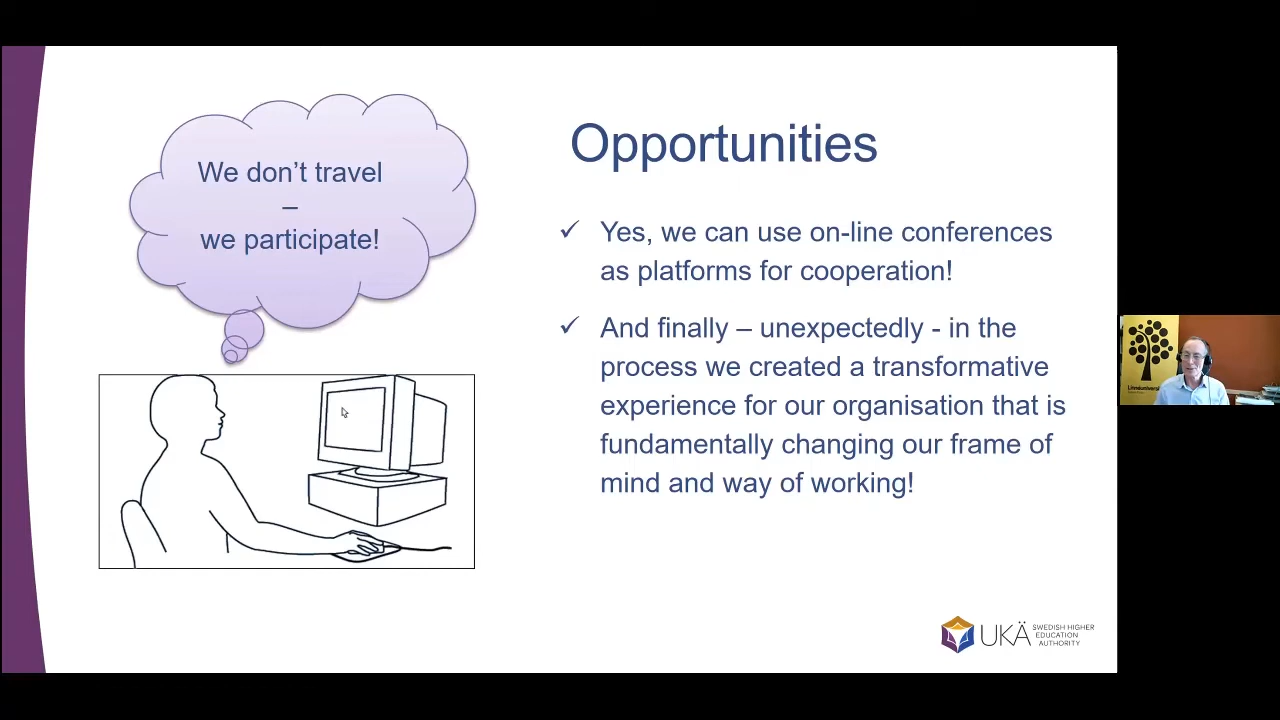 We don't travel
–
we participate!
Opportunities
✓ Yes, we can use on-line conferences
as platforms for cooperation!
✓ And finally – unexpectedly - in the
process we created a transformative
experience for our organisation that is
fundamentally changing our frame of
mind and way of working!
UKÄ
SWEDISH HIGHER
EDUCATION
AUTHORITY